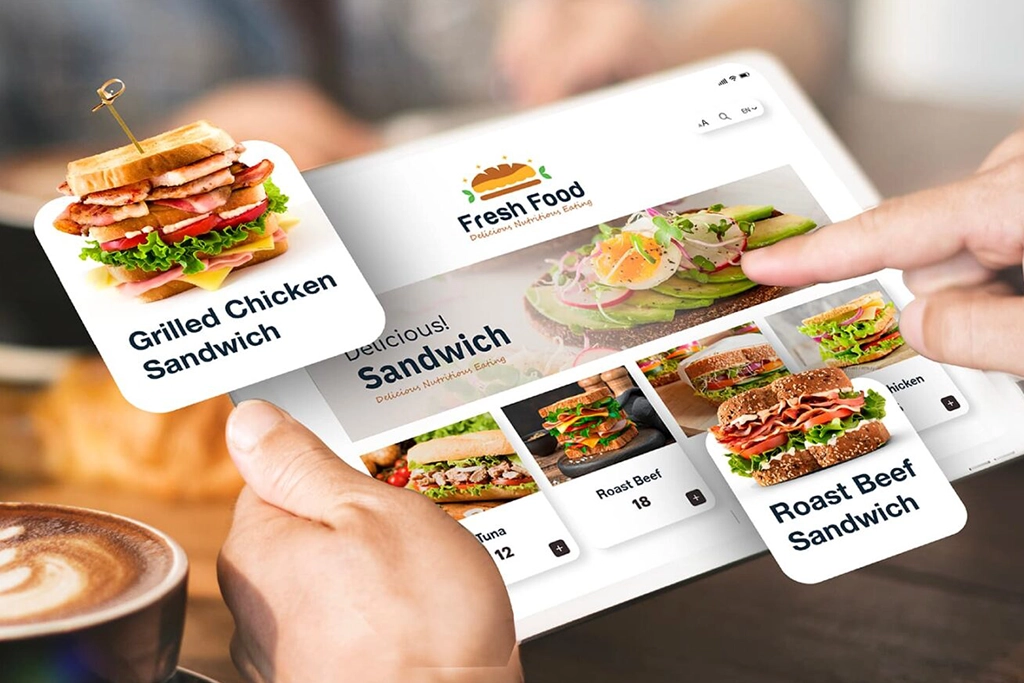 A
EN
Fresh Food
Delicious Nutritious Eating
Grilled Chicken
Sandwich
Delicious!
Sandwich
Delicious Nutritious Eating
Tuna
12
Roast Beef
18
hicken
Roast Beef
Sandwich